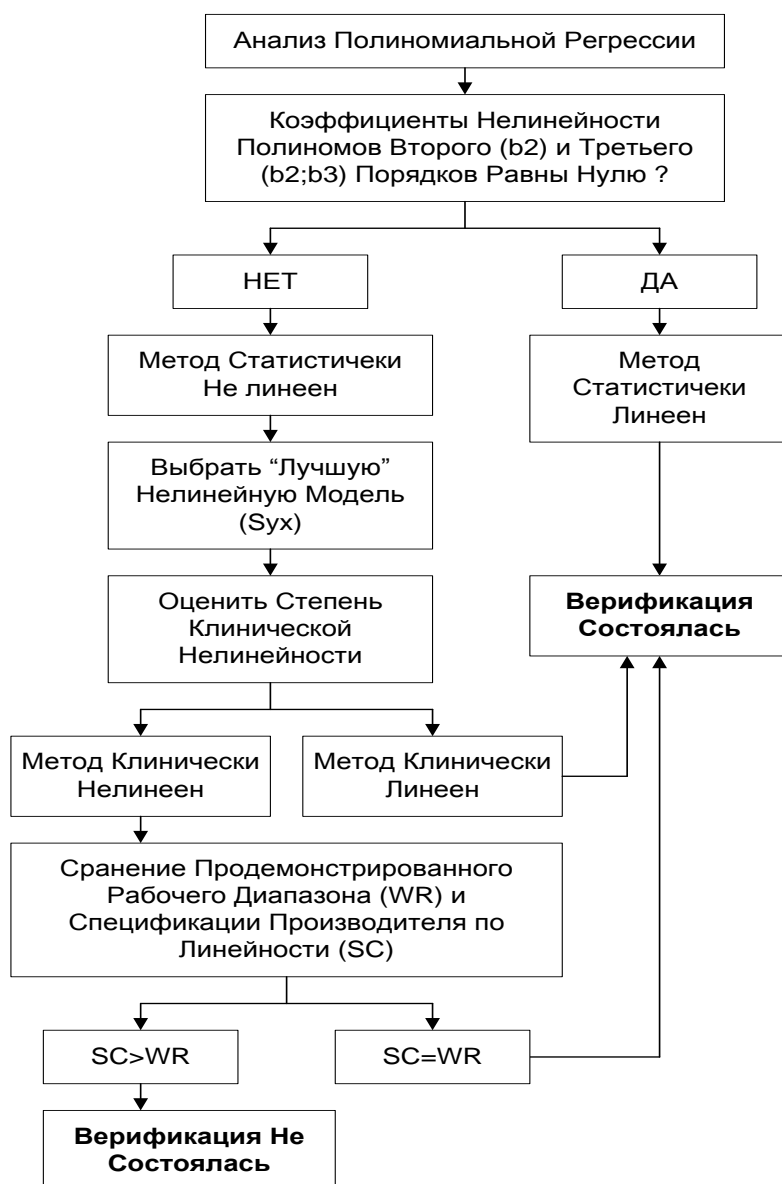 Анализ Полиномиальной Регрессии
Коэффициенты Нелинейности
Полиномов Второго (b2) и Третьего
(b2;b3) Порядков Равны Нулю ?
НЕТ
ДА
Метод Статистичеки
Не линеен
Метод
Статистичеки
Линеен
Выбрать “Лучшую”
Нелинейную Модель
(Syx)
Оценить Степень
Клинической
Нелинейности
Верификация
Состоялась
Метод Клинически
Нелинеен
Метод Клинически
Линеен
Сранение Продемонстрированного
Рабочего Диапазона (WR) и
Спецификации Производителя по
Линейности (SC)
SC>WR
SC=WR
Верификация Не
Состоялась